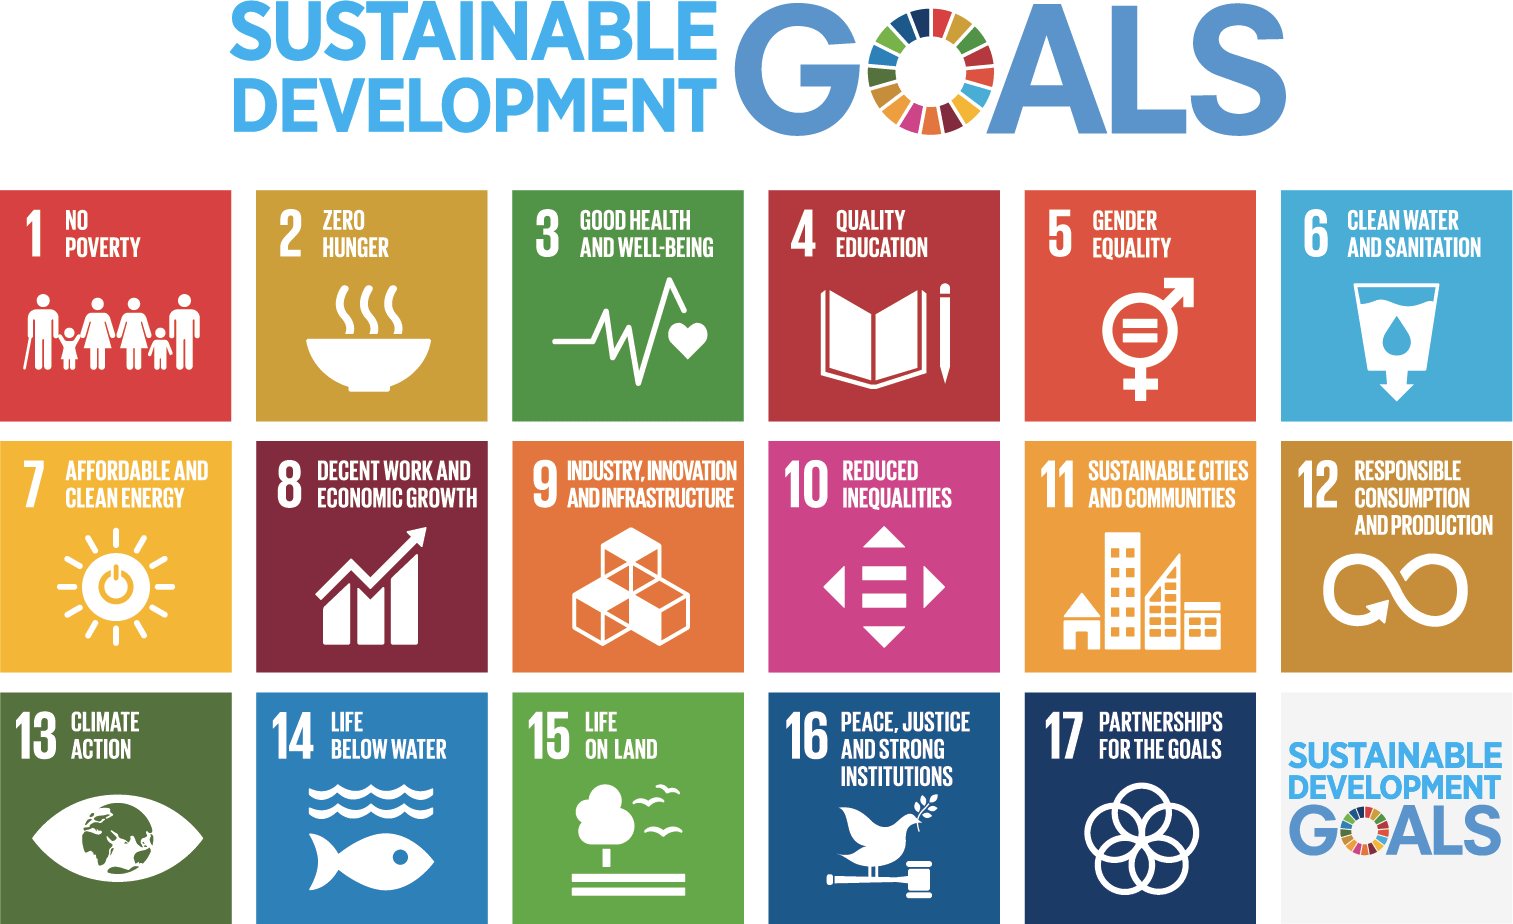 SUSTAINABLE
DEVELOPMENT
GOALS
1 NO
POVERTY
2 ZERO
HUNGER
3 GOOD HEALTH
AND WELL-BEING
4 QUALITY
EDUCATION
5 GENDER
EQUALITY
6 CLEAN WATER
AND SANITATION
7 AFFORDABLE AND
CLEAN ENERGY
8 DECENT WORK AND
ECONOMIC GROWTH
9 INDUSTRY, INNOVATION
AND INFRASTRUCTURE
10 REDUCED
INEQUALITIES
11 SUSTAINABLE CITIES
AND COMMUNITIES
12 RESPONSIBLE
CONSUMPTION
AND PRODUCTION
13 CLIMATE
ACTION
14 LIFE
BELOW WATER
15 LIFE
ON LAND
16 PEACE, JUSTICE
AND STRONG
INSTITUTIONS
17 PARTNERSHIPS
FOR THE GOALS
SUSTAINABLE
DEVELOPMENT
GOALS